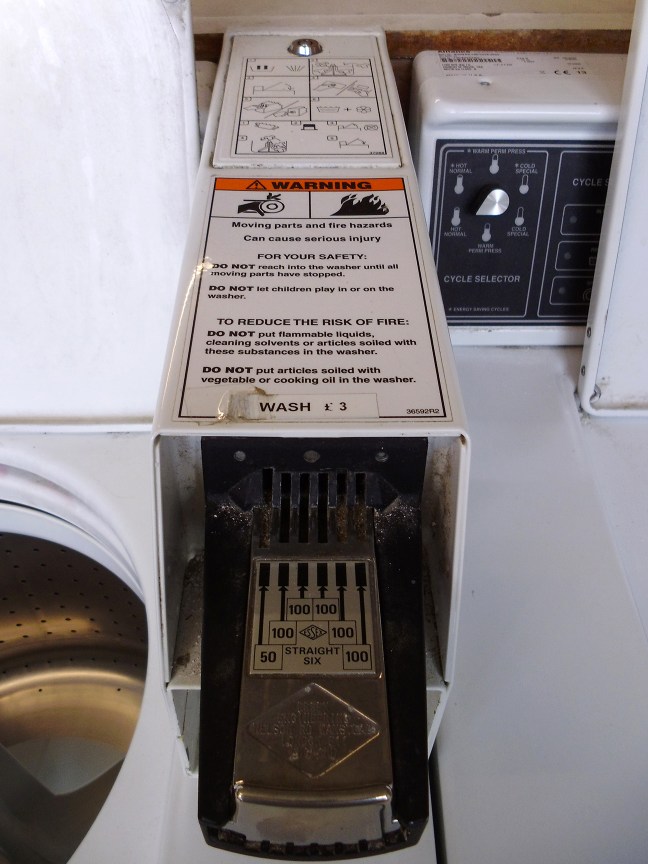 WARNING
Moving parts and fire hazards
Can cause serious injury
FOR YOUR SAFETY:
DO NOT reach into the washer until all
moving parts have stopped.
DO NOT let children play in or on the
washer.
TO REDUCE THE RISK OF FIRE:
DO NOT put flammable liquids,
cleaning solvents or articles soiled with
these substances in the washer.
DO NOT put articles soiled with
vegetable or cooking oil in the washer.
WASH £ 3
36592R2
100 100
100 ESSEX 100
50 STRAIGHT 100
SIX
WARM PERM PRESS
HOT
NORMAL
COLD
SPECIAL
HOT
NORMAL
COLD
SPECIAL
WARM
PERM PRESS
CYCLE SELECTOR
* ENERGY SAVING CYCLES
CYCLE S
CE 13